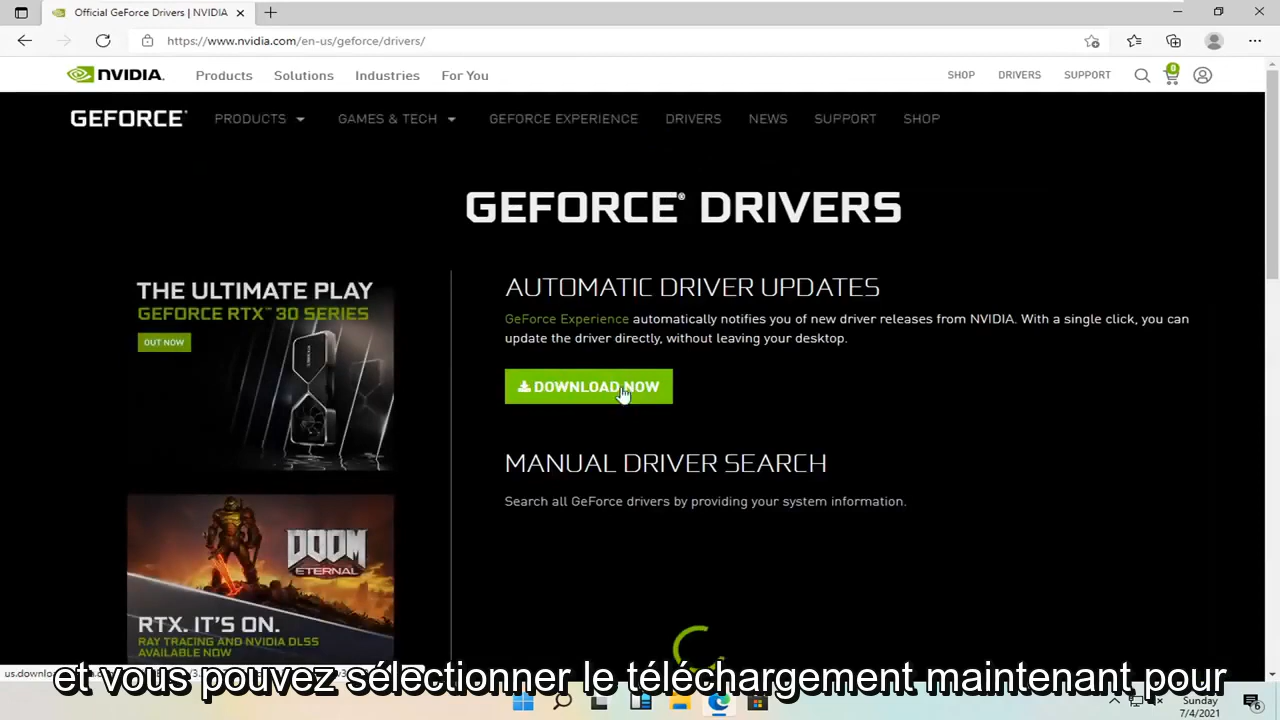 Official GeForce Drivers | NVIDIA
https://www.nvidia.com/en-us/geforce/drivers/
NVIDIA. Products Solutions Industries For You SHOP DRIVERS SUPPORT 0
GEFORCE® PRODUCTS GAMES & TECH GEFORCE EXPERIENCE DRIVERS NEWS SUPPORT SHOP
GEFORCE® DRIVERS
THE ULTIMATE PLAY
GEFORCE RTX™ 30 SERIES
OUT NOW
AUTOMATIC DRIVER UPDATES
GeForce Experience automatically notifies you of new driver releases from NVIDIA. With a single click, you can
update the driver directly, without leaving your desktop.
DOWNLOAD NOW
MANUAL DRIVER SEARCH
Search all GeForce drivers by providing your system information.
DOOM
ETERNAL
RTX. IT'S ON.
RAY TRACING AND NVIDIA DLSS
AVAILABLE NOW
et vous pouvez sélectionner le téléchargement maintenant pour
Sunday
7/4/2021
6